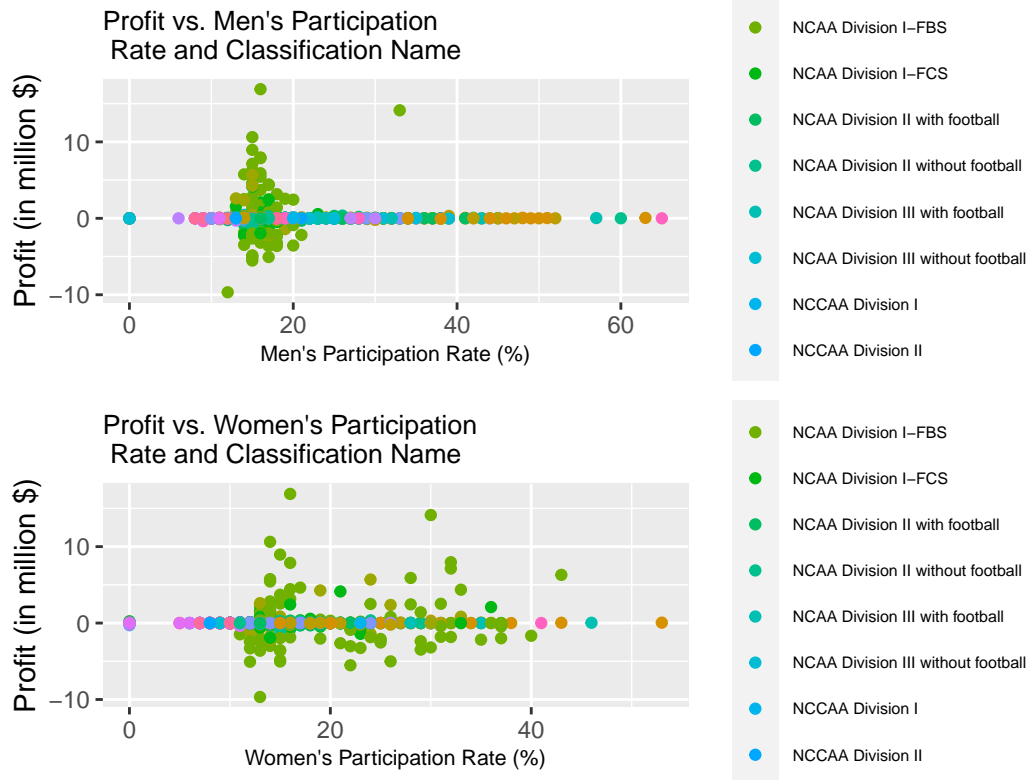 Profit vs. Men's Participation
Rate and Classification Name
Profit (in million $)
10
0
−10
0 20 40 60
Men's Participation Rate (%)
NCAA Division I−FBS
NCAA Division I−FCS
NCAA Division II with football
NCAA Division II without football
NCAA Division III with football
NCAA Division III without football
NCCAA Division I
NCCAA Division II
Profit vs. Women's Participation
Rate and Classification Name
Profit (in million $)
10
0
−10
0 20 40
Women's Participation Rate (%)
NCAA Division I−FBS
NCAA Division I−FCS
NCAA Division II with football
NCAA Division II without football
NCAA Division III with football
NCAA Division III without football
NCCAA Division I
NCCAA Division II